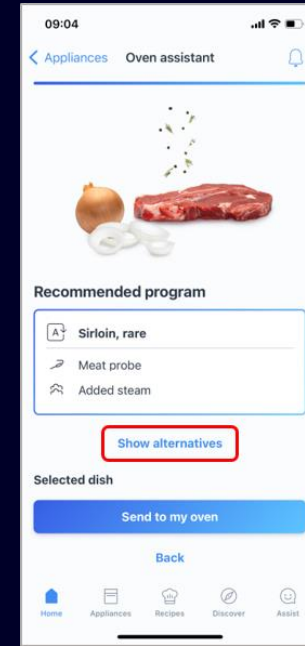 09:04
Appliances Oven assistant
Recommended program
A Sirloin, rare
Meat probe
Added steam
Show alternatives
Selected dish
Send to my oven
Back
Home Appliances Recipes Discover Assist